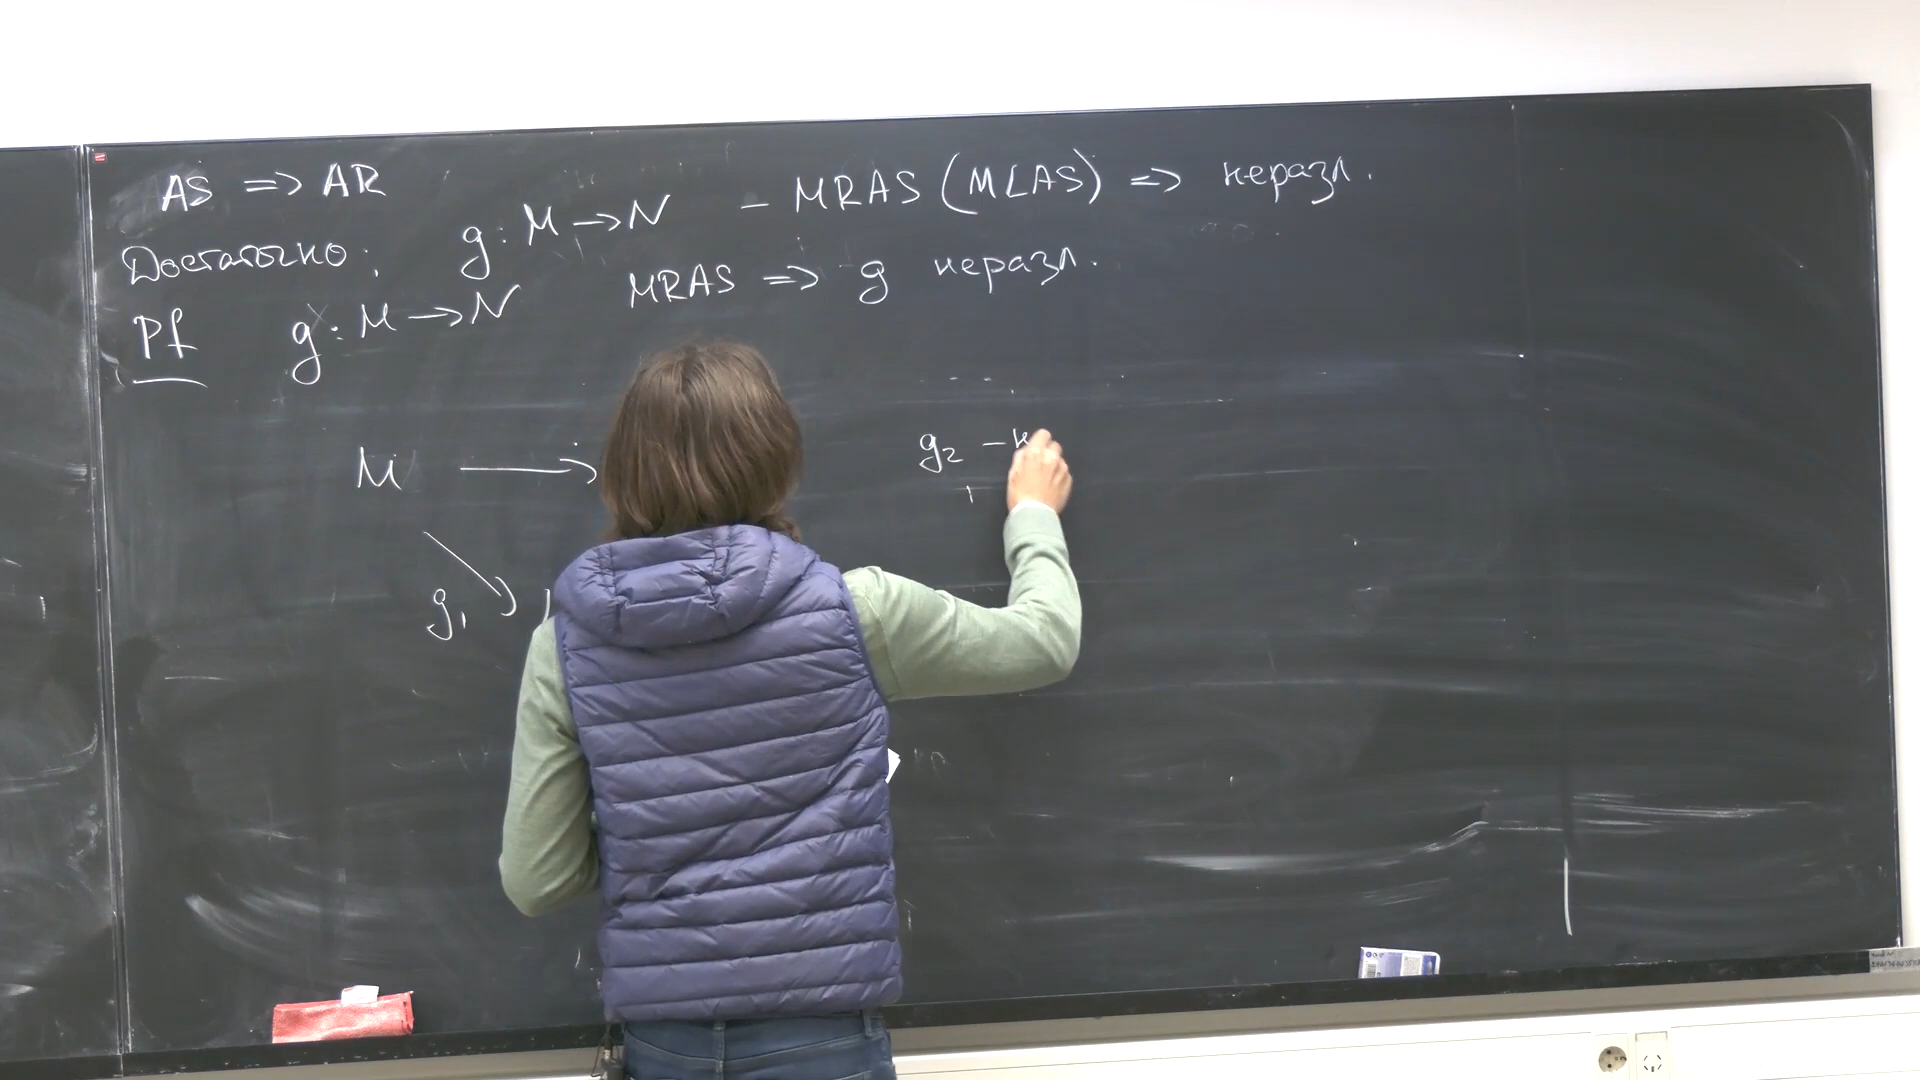 AS => AR
g : M → N - MRAS (MLAS) => неразл.
Достаточно:
Pf g : M → N MRAS => g неразл.
M →
g₂ - н
g₁